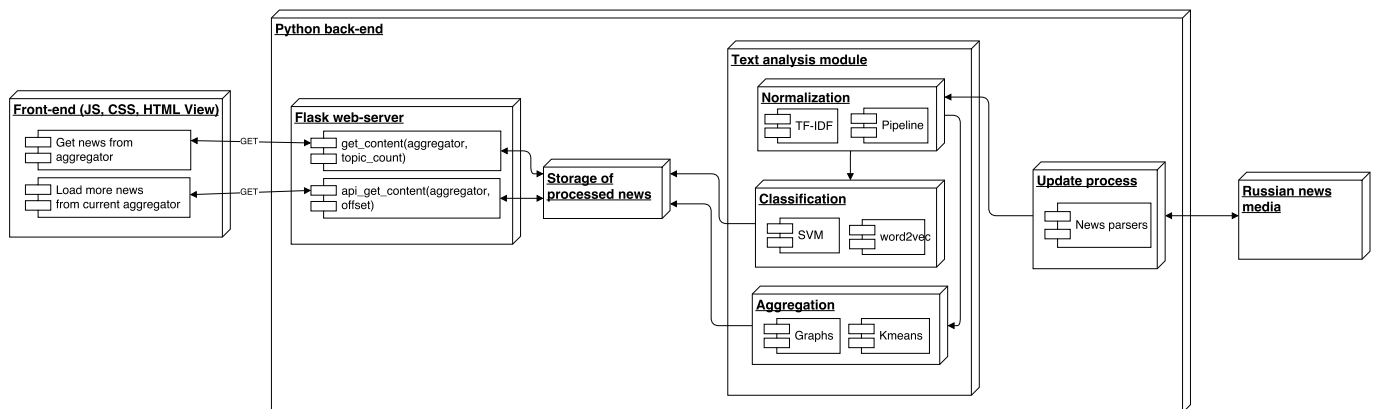 Python back-end
Front-end (JS, CSS, HTML View)
Get news from
aggregator
Load more news
from current aggregator
GET
GET
Flask web-server
get_content(aggregator,
topic_count)
api_get_content(aggregator,
offset)
Storage of
processed news
Text analysis module
Normalization
TF-IDF
Pipeline
Classification
SVM
word2vec
Aggregation
Graphs
Kmeans
Update process
News parsers
Russian news
media